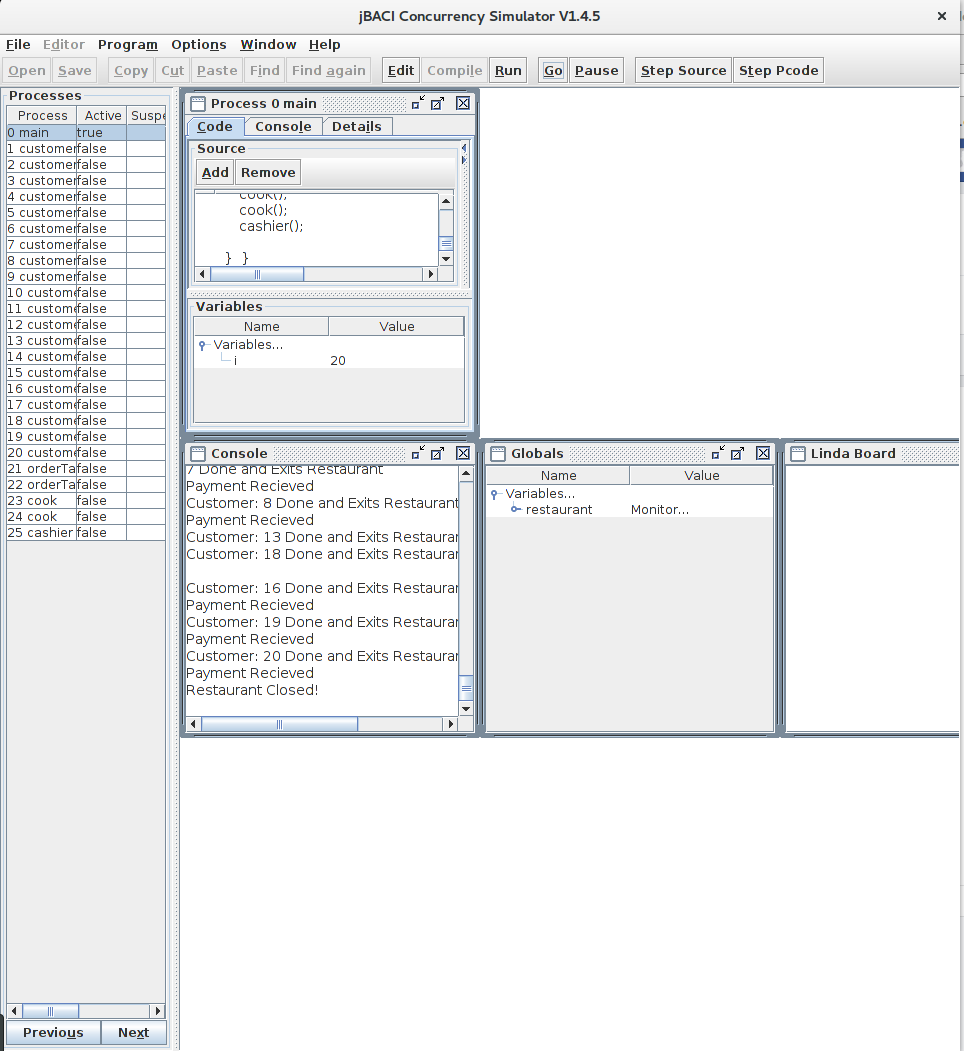 jBACI Concurrency Simulator V1.4.5
File Editor Program Options Window Help
Open Save Copy Cut Paste Find Find again Edit Compile Run Go Pause Step Source Step Pcode
Processes
Process Active Suspe
0 main true
1 customer false
2 customer false
3 customer false
4 customer false
5 customer false
6 customer false
7 customer false
8 customer false
9 customer false
10 custome false
11 custome false
12 custome false
13 custome false
14 custome false
15 custome false
16 custome false
17 custome false
18 custome false
19 custome false
20 custome false
21 orderTa false
22 orderTa false
23 cook false
24 cook false
25 cashier false
Previous Next
Process 0 main
Code Console Details
Source
Add Remove
cook();
cook();
cashier();
} }
Variables
Name Value
Variables...
i 20
Console
7 Done and Exits Restaurant
Payment Recieved
Customer: 8 Done and Exits Restaurant
Payment Recieved
Customer: 13 Done and Exits Restaurar
Customer: 18 Done and Exits Restaurar
Customer: 16 Done and Exits Restaurar
Payment Recieved
Customer: 19 Done and Exits Restaurar
Payment Recieved
Customer: 20 Done and Exits Restaurar
Payment Recieved
Restaurant Closed!
Globals
Name Value
Variables...
restaurant Monitor...
Linda Board